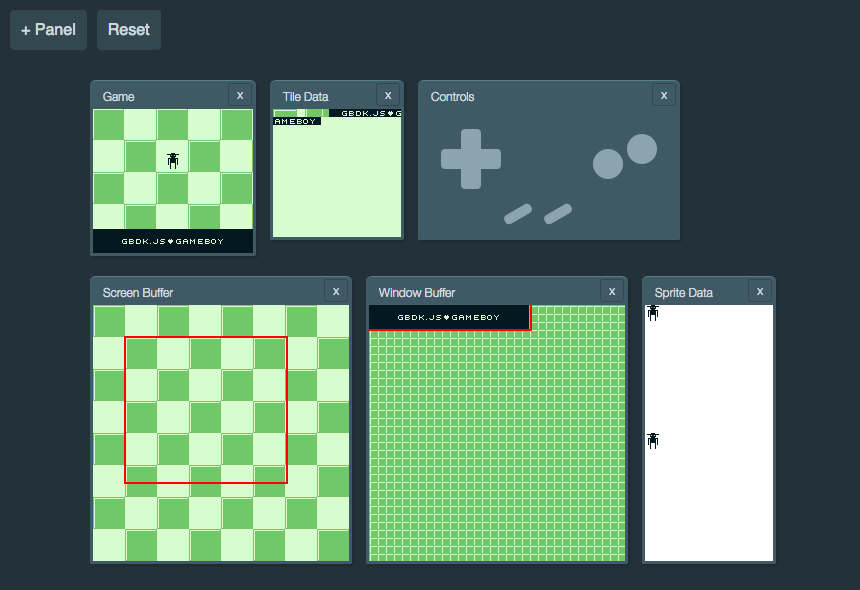 + Panel Reset
Game x
Tile Data x
Controls x
GBDK.JS♥G
AMEBOY
GBDK.JS♥GAMEBOY
Screen Buffer x
Window Buffer x
Sprite Data x
GBDK.JS♥GAMEBOY